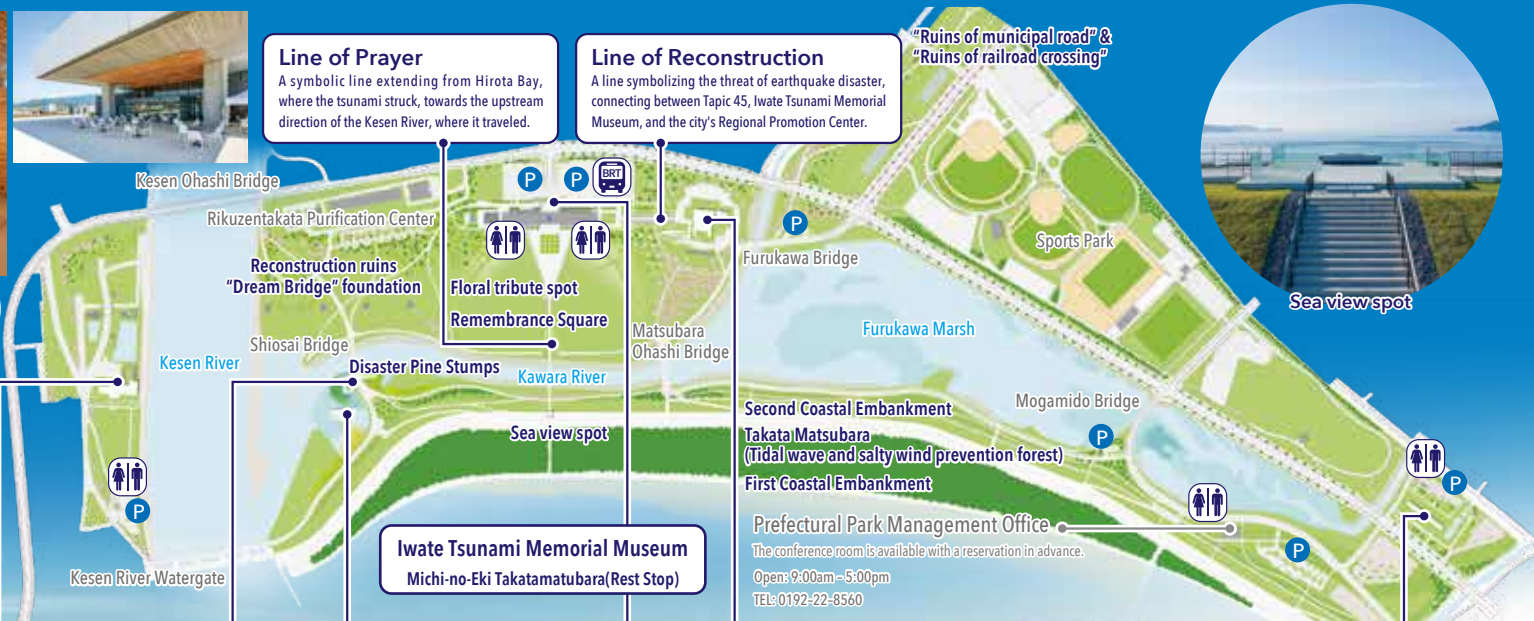 Line of Prayer
A symbolic line extending from Hirota Bay,
where the tsunami struck, towards the upstream
direction of the Kesen River, where it traveled.
Line of Reconstruction
A line symbolizing the threat of earthquake disaster,
connecting between Tapic 45, Iwate Tsunami Memorial
Museum, and the city's Regional Promotion Center.
"Ruins of municipal road" &
"Ruins of railroad crossing"
Kesen Ohashi Bridge
P
P
BRT
Rikuzentakata Purification Center
P
Sports Park
Furukawa Bridge
Reconstruction ruins
"Dream Bridge" foundation
Floral tribute spot
Remembrance Square
Sea view spot
Matsubara
Ohashi Bridge
Furukawa Marsh
Shiosai Bridge
Kesen River
Disaster Pine Stumps
Kawara River
Mogamido Bridge
Second Coastal Embankment
Sea view spot
Takata Matsubara
(Tidal wave and salty wind prevention forest)
P
First Coastal Embankment
P
P
Prefectural Park Management Office
The conference room is available with a reservation in advance.
Open: 9:00am – 5:00pm
TEL: 0192-22-8560
P
Iwate Tsunami Memorial Museum
Michi-no-Eki Takatamatubara(Rest Stop)
Kesen River Watergate